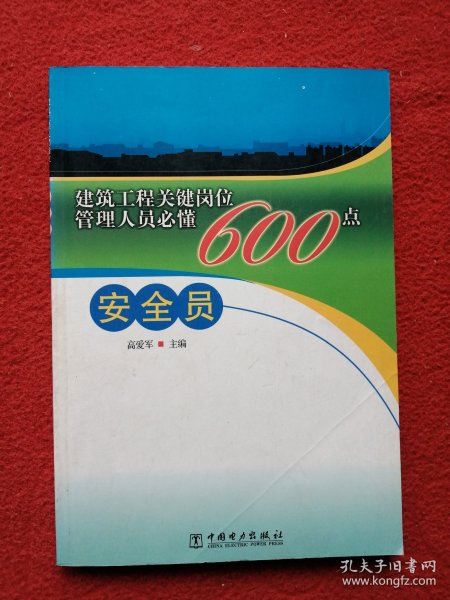 建筑工程关键岗位
管理人员必懂600点
安全员
高爱军 ■ 主编
中国电力出版社
CHINA ELECTRIC POWER PRESS
孔夫子旧书网
www.kongfz.com